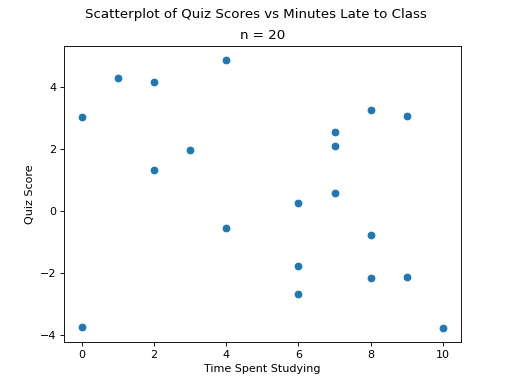 Scatterplot of Quiz Scores vs Minutes Late to Class
n = 20
Quiz Score
4
2
0
−2
−4
0 2 4 6 8 10
Time Spent Studying